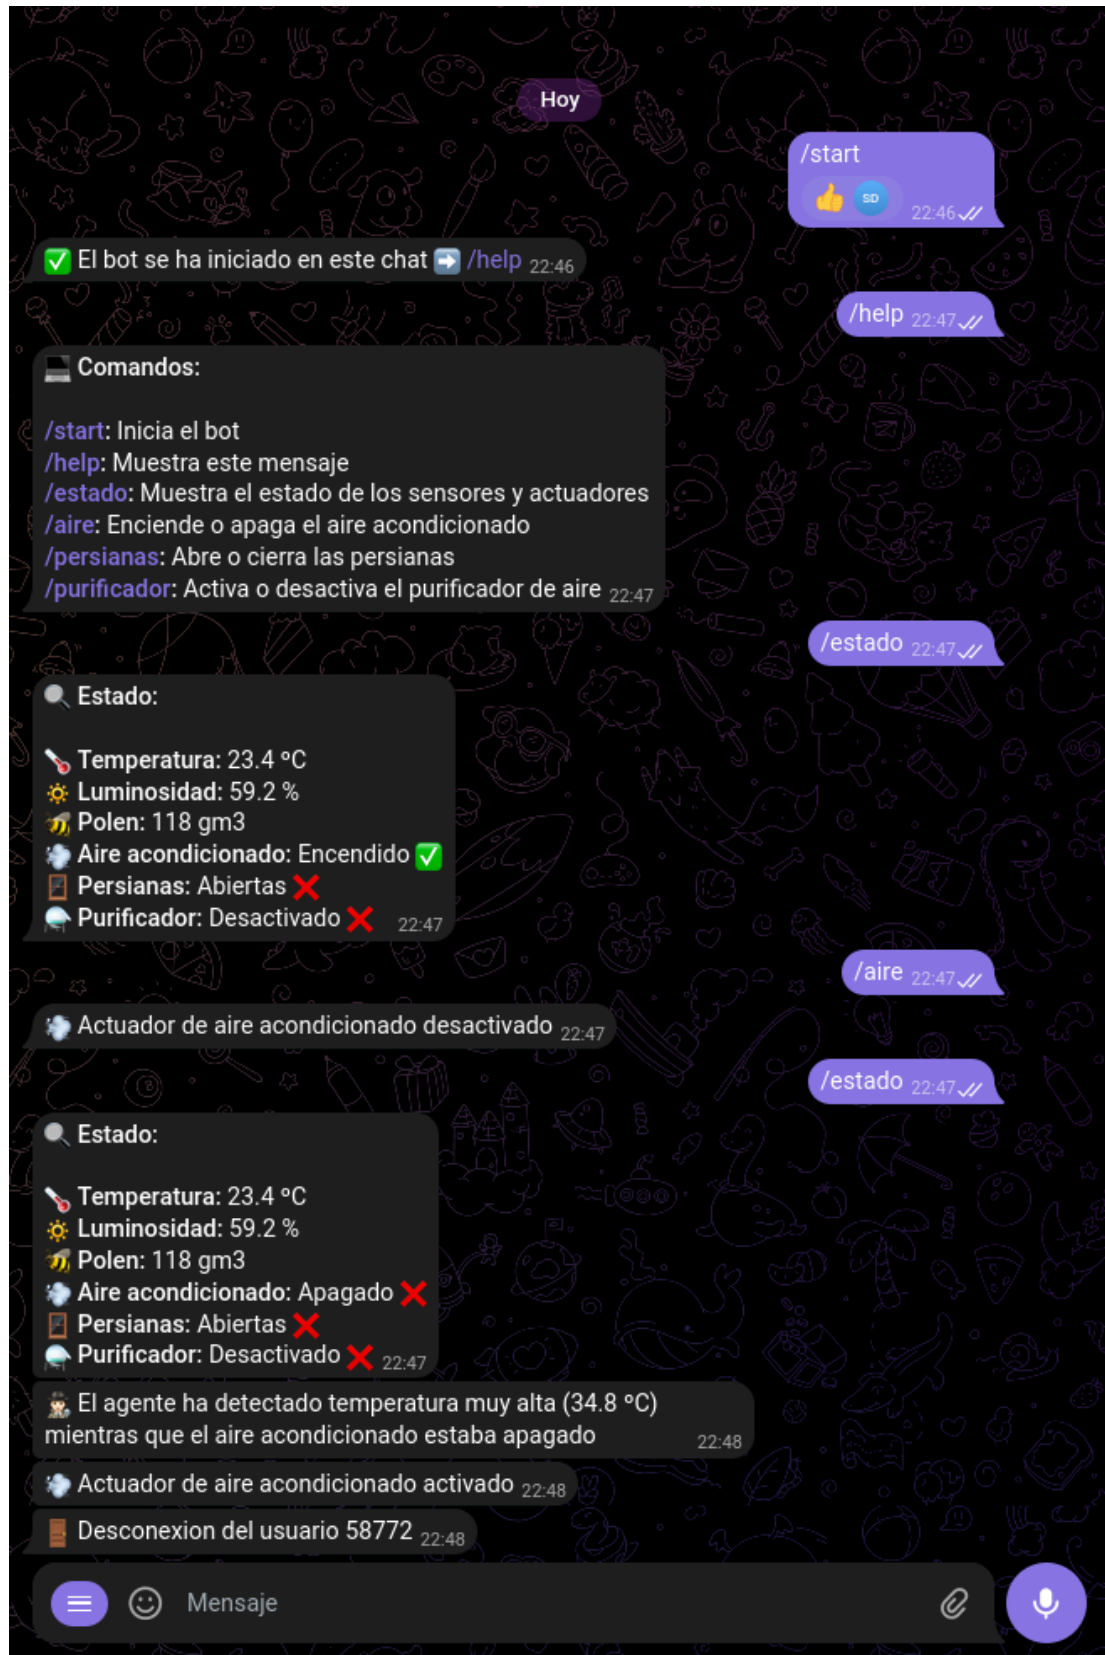 Hoy
/start
SD
22:46
El bot se ha iniciado en este chat /help 22:46
/help 22:47
Comandos:
/start: Inicia el bot
/help: Muestra este mensaje
/estado: Muestra el estado de los sensores y actuadores
/aire: Enciende o apaga el aire acondicionado
/persianas: Abre o cierra las persianas
/purificador: Activa o desactiva el purificador de aire 22:47
/estado 22:47
Estado:
Temperatura: 23.4 ºC
Luminosidad: 59.2 %
Polen: 118 gm3
Aire acondicionado: Encendido
Persianas: Abiertas
Purificador: Desactivado 22:47
/aire 22:47
Actuador de aire acondicionado desactivado 22:47
/estado 22:47
Estado:
Temperatura: 23.4 ºC
Luminosidad: 59.2 %
Polen: 118 gm3
Aire acondicionado: Apagado
Persianas: Abiertas
Purificador: Desactivado 22:47
El agente ha detectado temperatura muy alta (34.8 ºC)
mientras que el aire acondicionado estaba apagado 22:48
Actuador de aire acondicionado activado 22:48
Desconexion del usuario 58772 22:48
Mensaje